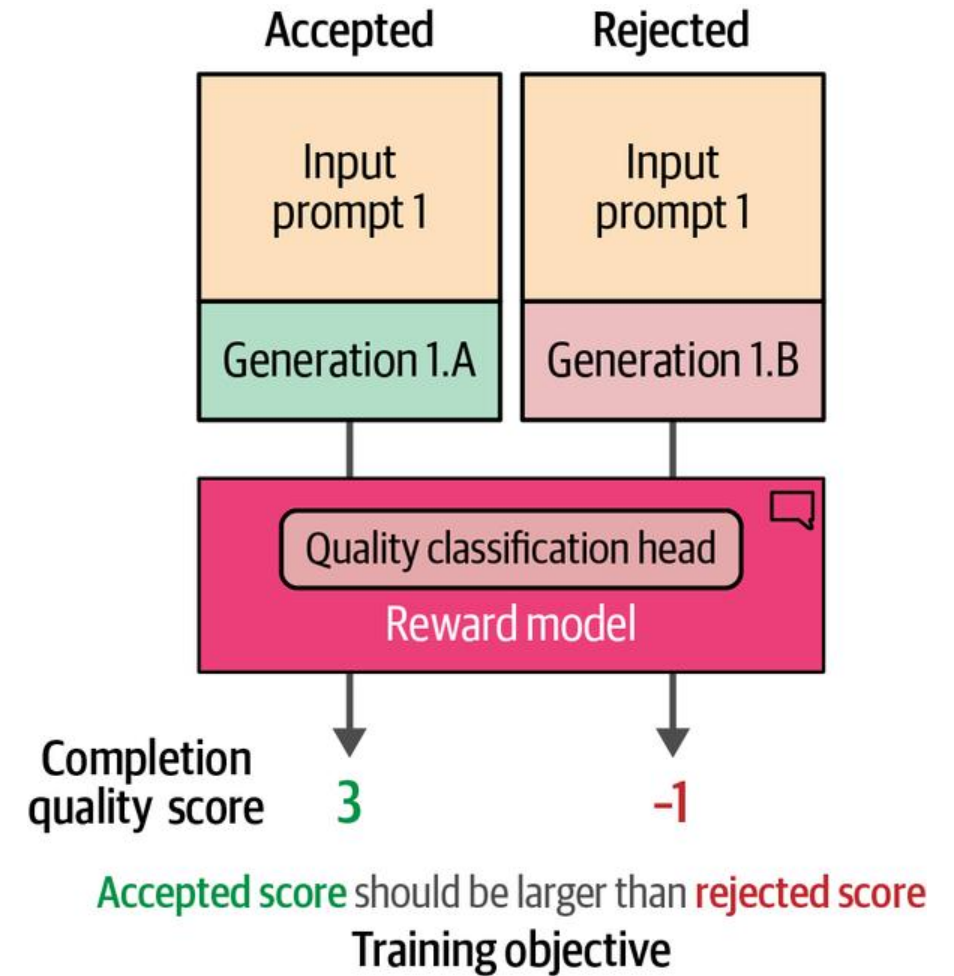 Accepted
Rejected
Input
prompt 1
Input
prompt 1
Generation 1.A
Generation 1.B
Quality classification head
Reward model
Completion
quality score
3
–1
Accepted score should be larger than rejected score
Training objective